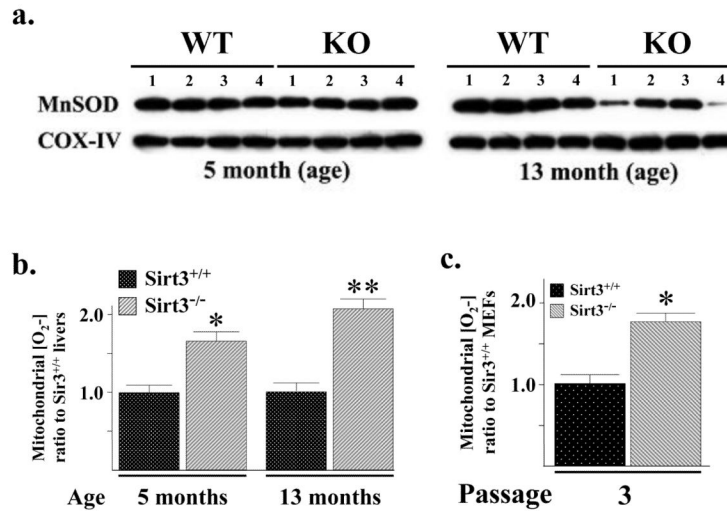 a.
WT KO WT KO
1 2 3 4 1 2 3 4 1 2 3 4 1 2 3 4
MnSOD
COX-IV
5 month (age) 13 month (age)
b.
Sirt3+/+
Sirt3-/-
* **
2.0
1.0
Mitochondrial [O2-]
ratio to Sir3+/+ livers
Age 5 months 13 months
c.
Sirt3+/+
Sirt3-/-
*
2.0
1.0
Mitochondrial [O2-]
ratio to Sir3+/+ MEFs
Passage 3